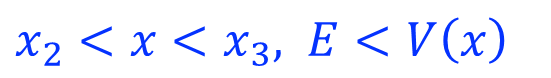 x₂ < x < x₃, E < V(x)